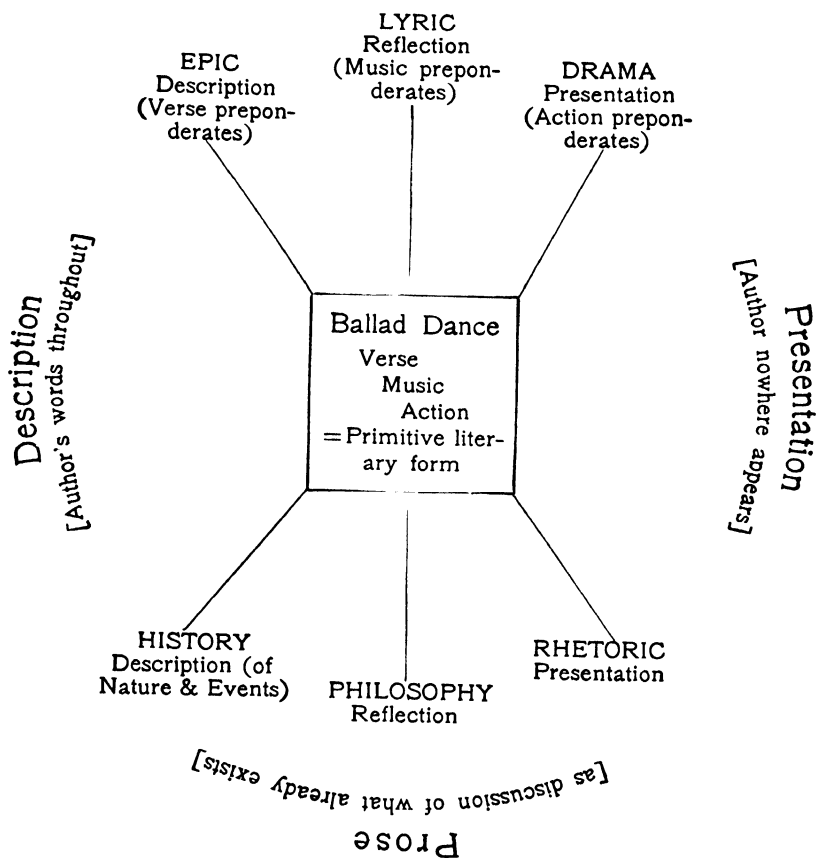 LYRIC
Reflection
(Music prepon-
derates)
EPIC
Description
(Verse prepon-
derates)
DRAMA
Presentation
(Action prepon-
derates)
Description
[Author's words throughout]
Presentation
[Author nowhere appears]
Ballad Dance
Verse
Music
Action
=Primitive liter-
ary form
HISTORY
Description (of
Nature & Events)
PHILOSOPHY
Reflection
RHETORIC
Presentation
[as discussion of what already exists]
Prose